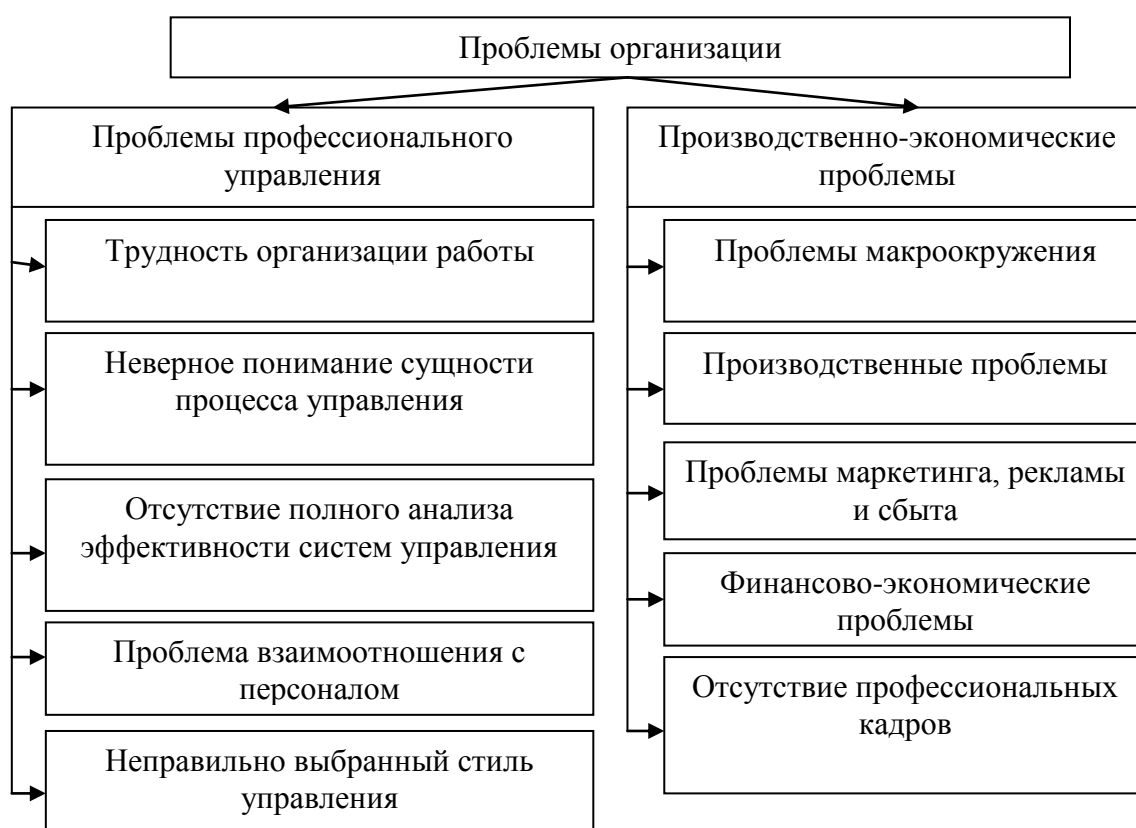 Проблемы организации
Проблемы профессионального
управления
Трудность организации работы
Неверное понимание сущности
процесса управления
Отсутствие полного анализа
эффективности систем управления
Проблема взаимоотношения с
персоналом
Неправильно выбранный стиль
управления
Производственно-экономические
проблемы
Проблемы макроокружения
Производственные проблемы
Проблемы маркетинга, рекламы
и сбыта
Финансово-экономические
проблемы
Отсутствие профессиональных
кадров